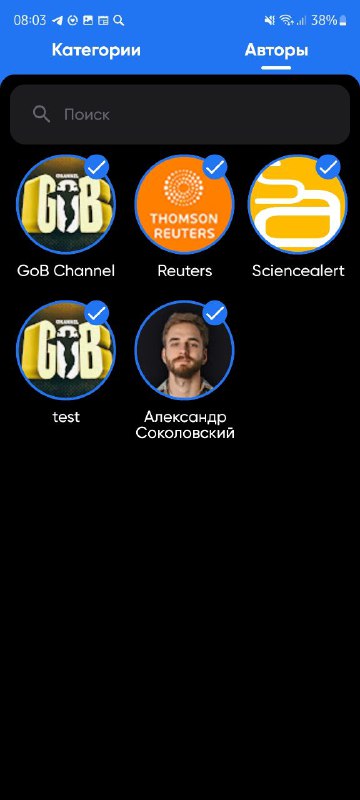 08:03
38%
Категории
Авторы
Поиск
CHANNEL
GOB
THOMSON
REUTERS
GoB Channel
Reuters
Sciencealert
CHANNEL
GOB
test
Александр
Соколовский